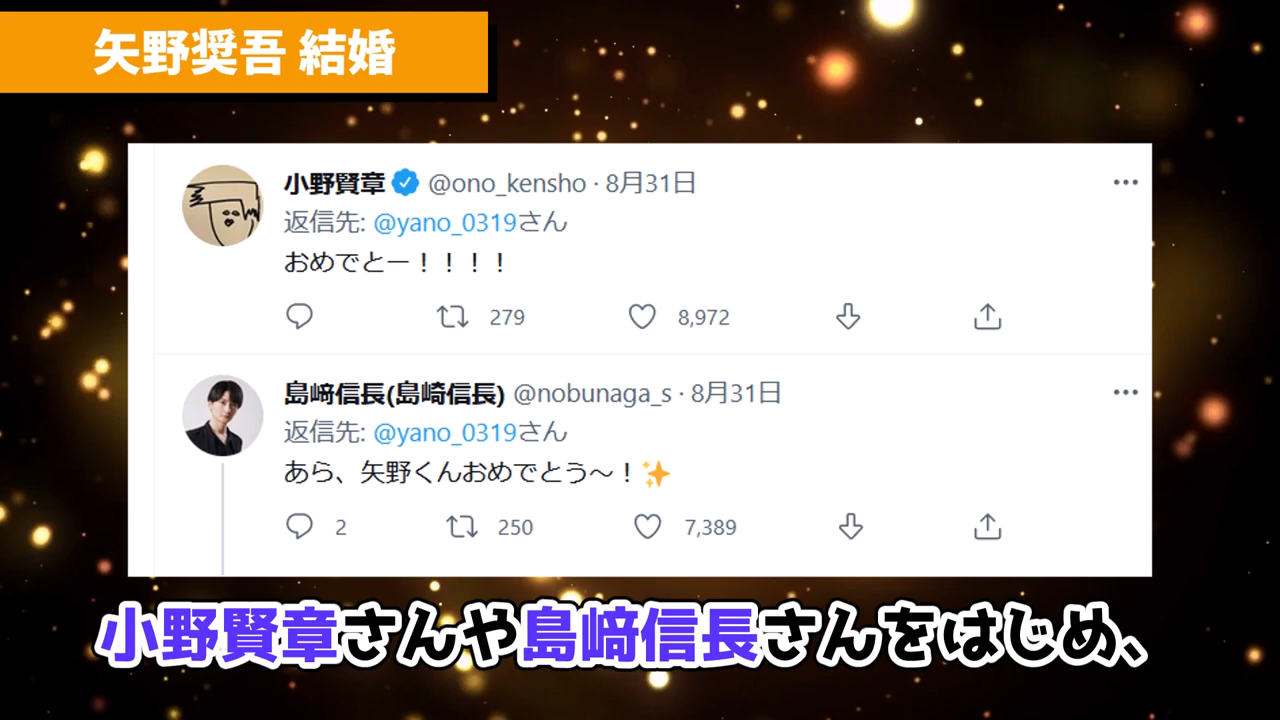 矢野奨吾 結婚
小野賢章 @ono_kensho · 8月31日
返信先: @yano_0319さん
おめでとー！！！！
279 8,972
島﨑信長(島崎信長) @nobunaga_s · 8月31日
返信先: @yano_0319さん
あら、矢野くんおめでとう〜！✨
2 250 7,389
小野賢章さんや島﨑信長さんをはじめ、